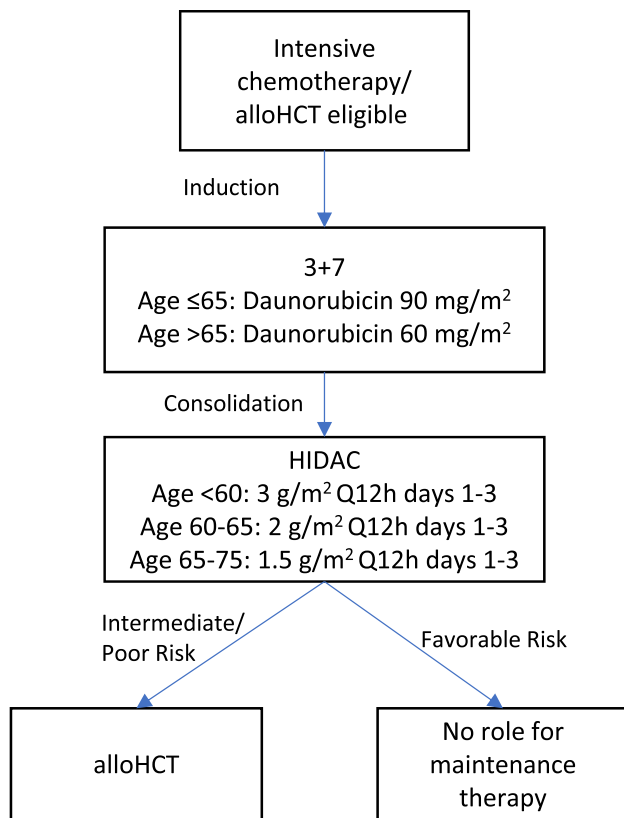 Intensive
chemotherapy/
alloHCT eligible
Induction
3+7
Age ≤65: Daunorubicin 90 mg/m²
Age >65: Daunorubicin 60 mg/m²
Consolidation
HIDAC
Age <60: 3 g/m² Q12h days 1-3
Age 60-65: 2 g/m² Q12h days 1-3
Age 65-75: 1.5 g/m² Q12h days 1-3
Intermediate/
Poor Risk
Favorable Risk
alloHCT
No role for
maintenance
therapy